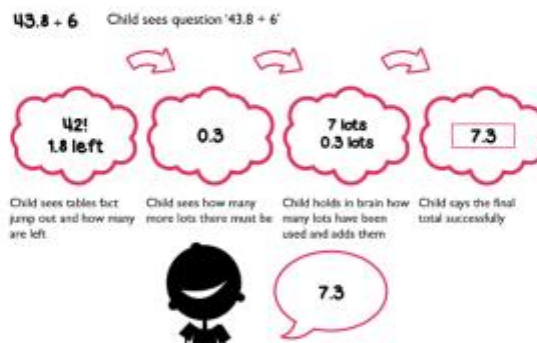 43.8 ÷ 6 Child sees question '43.8 ÷ 6'
42!
1.8 left
0.3
7 lots
0.3 lots
7.3
Child sees tables fact
jump out and how many
are left
Child sees how many
more lots there must be
Child holds in brain how
many lots have been
used and adds them
Child says the final
total successfully
7.3